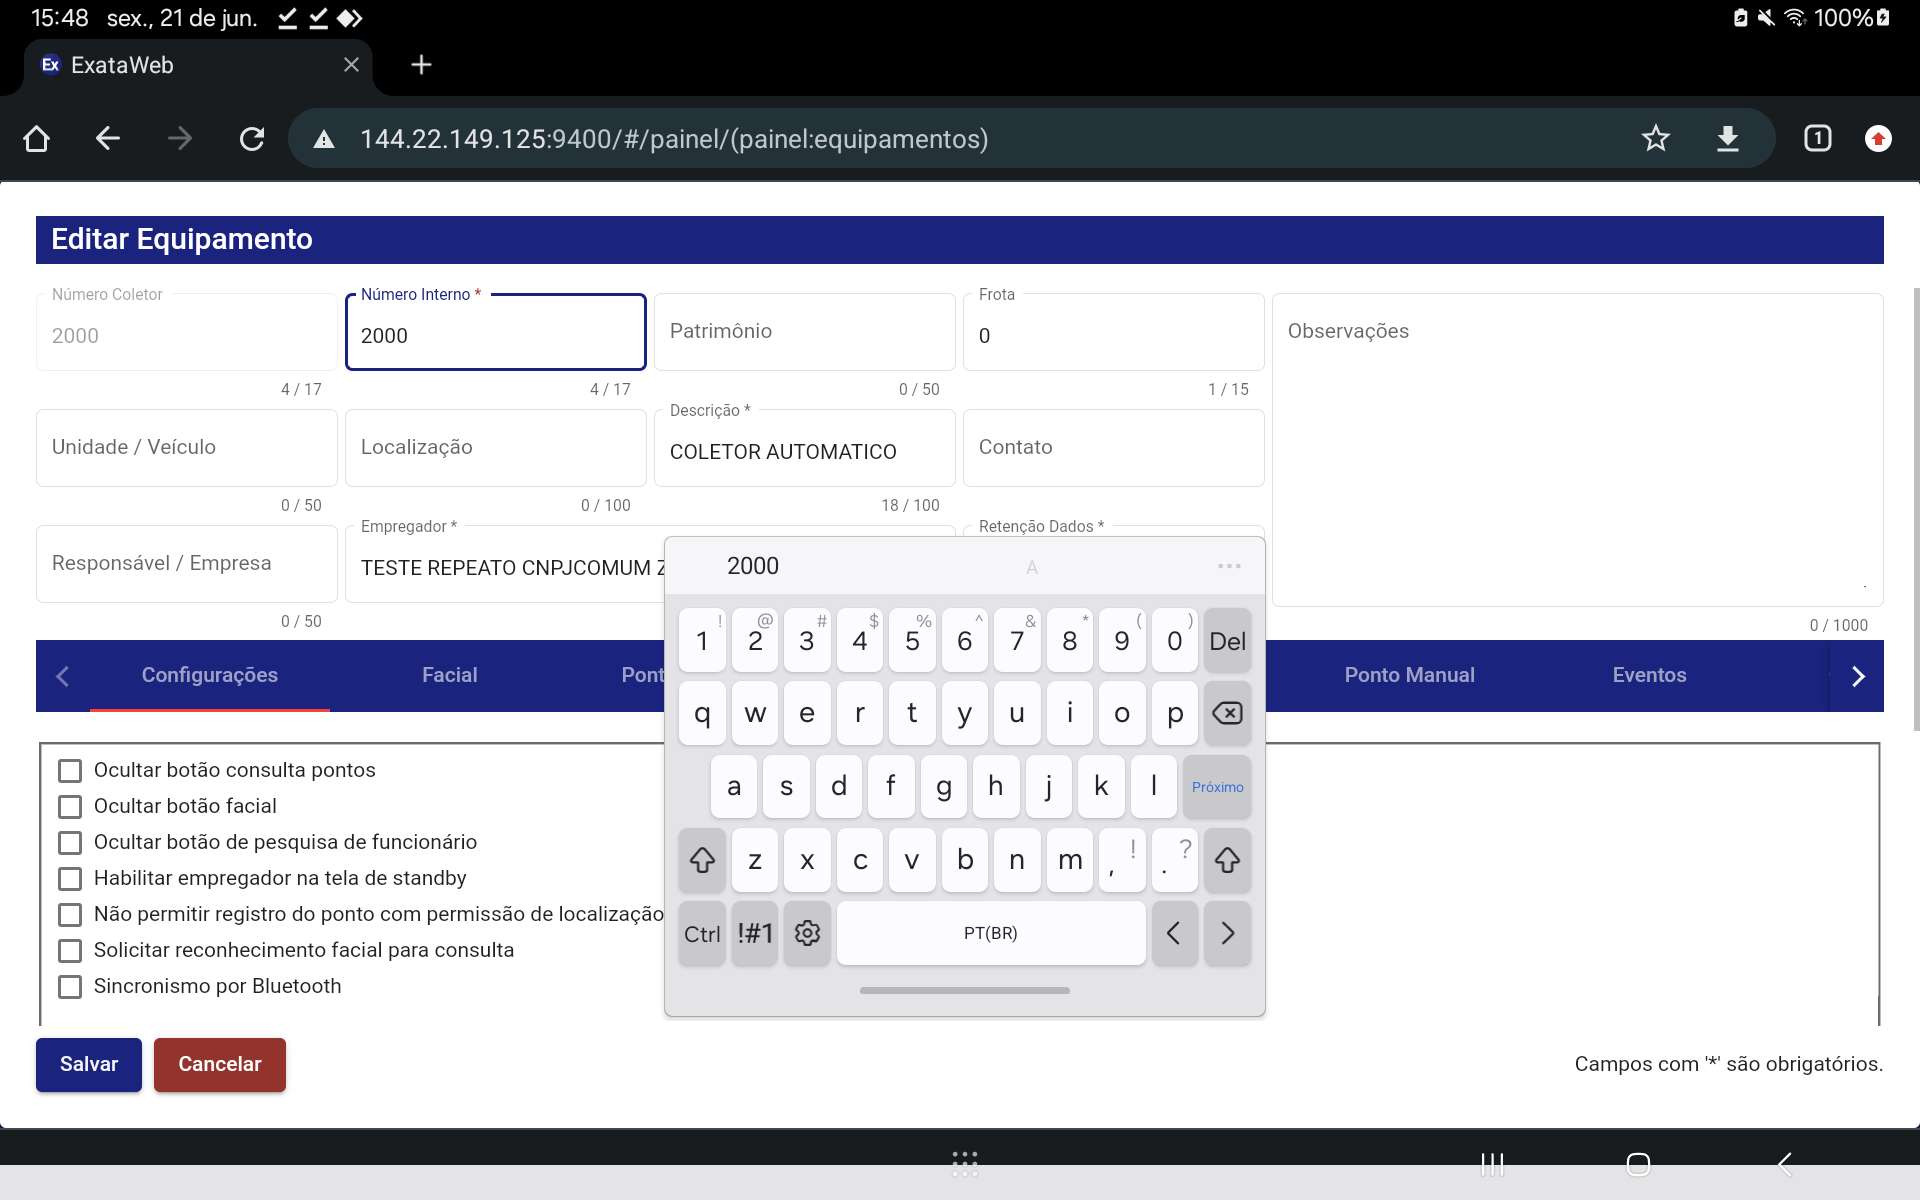 15:48 sex., 21 de jun. 100%
Ex ExataWeb
144.22.149.125:9400/#/painel/(painel:equipamentos) 1
Editar Equipamento
Número Coletor Número Interno * Frota
2000 2000 Patrimônio 0 Observações
4 / 17 4 / 17 0 / 50 1 / 15
Descrição *
Unidade / Veículo Localização COLETOR AUTOMATICO Contato
0 / 50 0 / 100 18 / 100
Empregador * Retenção Dados *
Responsável / Empresa TESTE REPEATO CNPJCOMUM
0 / 50 0 / 1000
2000 A ...
! @ # $ % ^ & * ( )
1 2 3 4 5 6 7 8 9 0 Del
q w e r t y u i o p
a s d f g h j k l Próximo
z x c v b n m , ! . ?
Ctrl !#1 PT(BR) < >
Configurações Facial Pont Ponto Manual Eventos
Ocultar botão consulta pontos
Ocultar botão facial
Ocultar botão de pesquisa de funcionário
Habilitar empregador na tela de standby
Não permitir registro do ponto com permissão de localização
Solicitar reconhecimento facial para consulta
Sincronismo por Bluetooth
Salvar Cancelar Campos com '*' são obrigatórios.